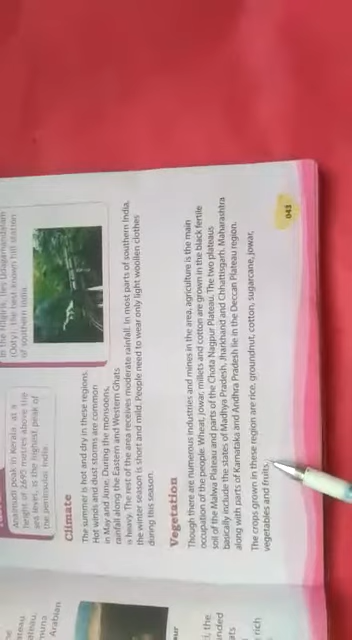 Anaimudi peak in Kerala, at a
height of 2695 metres above the
sea level, is the highest peak of
the peninsular India.
In the Nilgiris, lies Udagamandalam
(Ooty). The best known hill station
of southern India.
Climate
The summer is hot and dry in these regions.
Hot winds and dust storms are common
in May and June. During the monsoons,
rainfall along the Eastern and Western Ghats
is heavy. The rest of the area receives moderate rainfall. In most parts of southern India,
the winter season is short and mild. People need to wear only light woollen clothes
during this season.
Vegetation
Though there are numerous industries and mines in the area, agriculture is the main
occupation of the people. Wheat, jowar, millets and cotton are grown in the black fertile
soil of the Malwa Plateau and parts of the Chota Nagpur Plateau. The two plateaus
basically include the states of Madhya Pradesh, Jharkhand and Chhattisgarh. Maharashtra
along with parts of Karnataka and Andhra Pradesh lie in the Deccan Plateau region.
The crops grown in these region are rice, groundnut, cotton, sugarcane, jowar,
vegetables and fruits.
043
Arabian
, the
rich